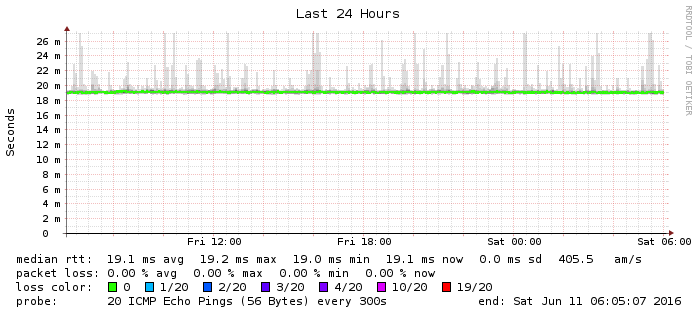 Last 24 Hours
RRDTOOL / TOBI OETIKER
Seconds
26 m
24 m
22 m
20 m
18 m
16 m
14 m
12 m
10 m
8 m
6 m
4 m
2 m
0
Fri 12:00 Fri 18:00 Sat 00:00 Sat 06:00
median rtt: 19.1 ms avg 19.2 ms max 19.0 ms min 19.1 ms now 0.0 ms sd 405.5 am/s
packet loss: 0.00 % avg 0.00 % max 0.00 % min 0.00 % now
loss color: 0 1/20 2/20 3/20 4/20 10/20 19/20
probe: 20 ICMP Echo Pings (56 Bytes) every 300s end: Sat Jun 11 06:05:07 2016